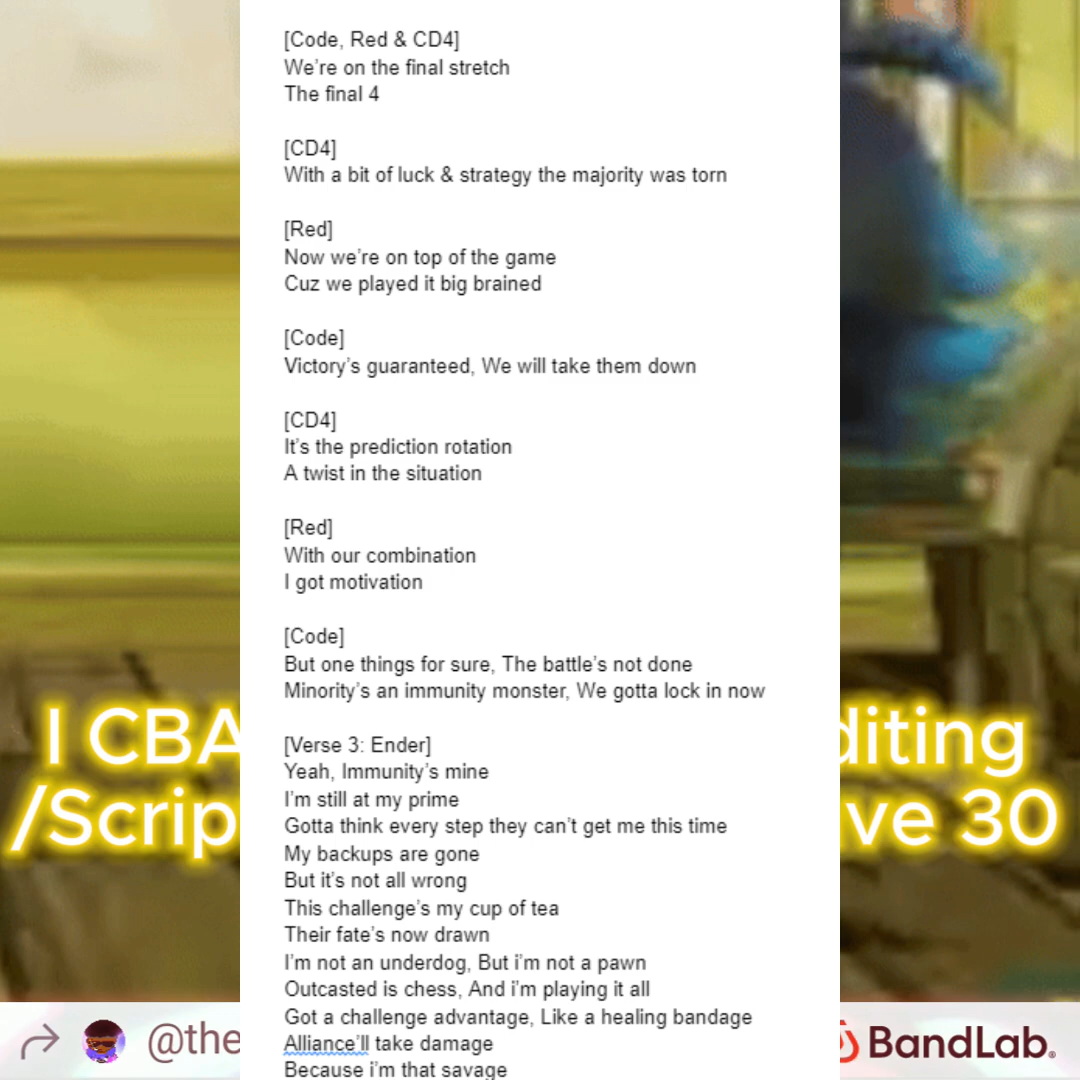 [Code, Red & CD4]
We're on the final stretch
The final 4
[CD4]
With a bit of luck & strategy the majority was torn
[Red]
Now we're on top of the game
Cuz we played it big brained
[Code]
Victory's guaranteed, We will take them down
[CD4]
It's the prediction rotation
A twist in the situation
[Red]
With our combination
I got motivation
[Code]
But one things for sure, The battle's not done
Minority's an immunity monster, We gotta lock in now
[Verse 3: Ender]
Yeah, Immunity's mine
I'm still at my prime
Gotta think every step they can't get me this time
My backups are gone
But it's not all wrong
This challenge's my cup of tea
Their fate's now drawn
I'm not an underdog, But i'm not a pawn
Outcasted is chess, And i'm playing it all
Got a challenge advantage, Like a healing bandage
Alliance'll take damage
Because i'm that savage
I CBA
diting
/Scrip
ve 30
@the
BandLab